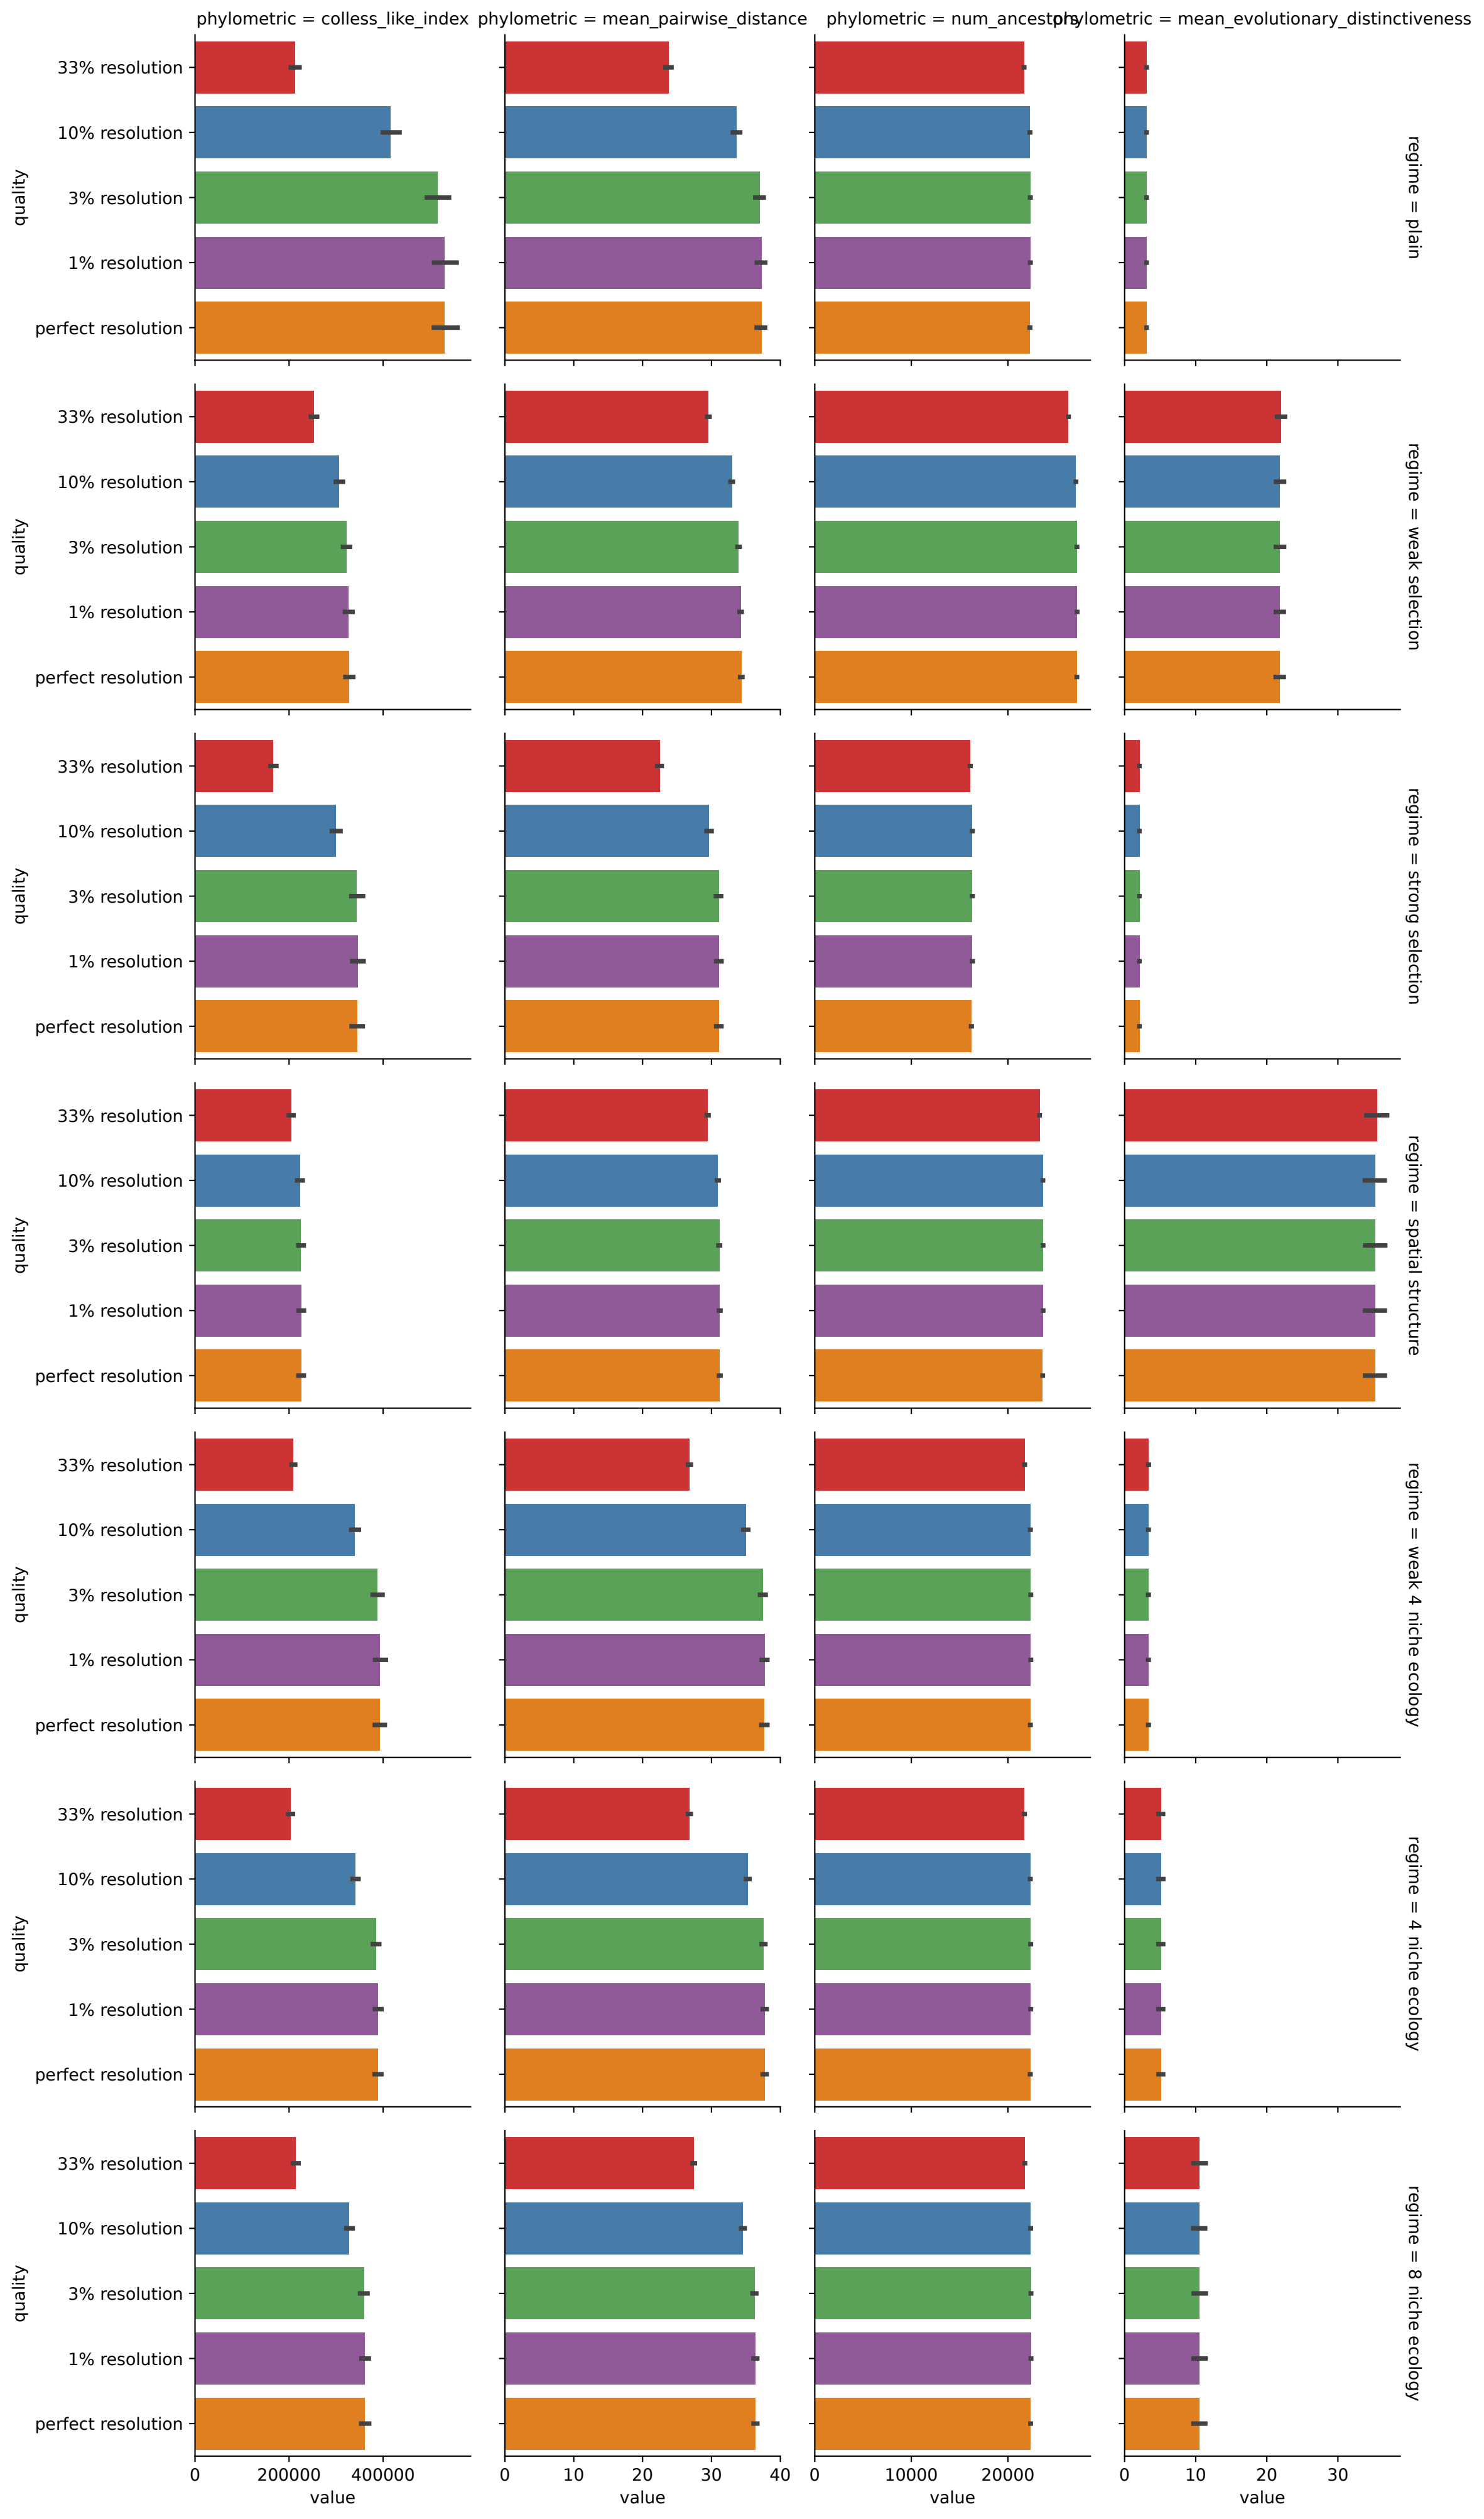 phylometric = colless_like_index
phylometric = mean_pairwise_distance
phylometric = num_ancestors
phylometric = mean_evolutionary_distinctiveness
quality
33% resolution
10% resolution
3% resolution
1% resolution
perfect resolution
regime = plain
quality
33% resolution
10% resolution
3% resolution
1% resolution
perfect resolution
regime = weak selection
quality
33% resolution
10% resolution
3% resolution
1% resolution
perfect resolution
regime = strong selection
quality
33% resolution
10% resolution
3% resolution
1% resolution
perfect resolution
regime = spatial structure
quality
33% resolution
10% resolution
3% resolution
1% resolution
perfect resolution
regime = weak 4 niche ecology
quality
33% resolution
10% resolution
3% resolution
1% resolution
perfect resolution
regime = 4 niche ecology
quality
33% resolution
10% resolution
3% resolution
1% resolution
perfect resolution
regime = 8 niche ecology
0 200000 400000
value
0 10 20 30 40
value
0 10000 20000
value
0 10 20 30
value